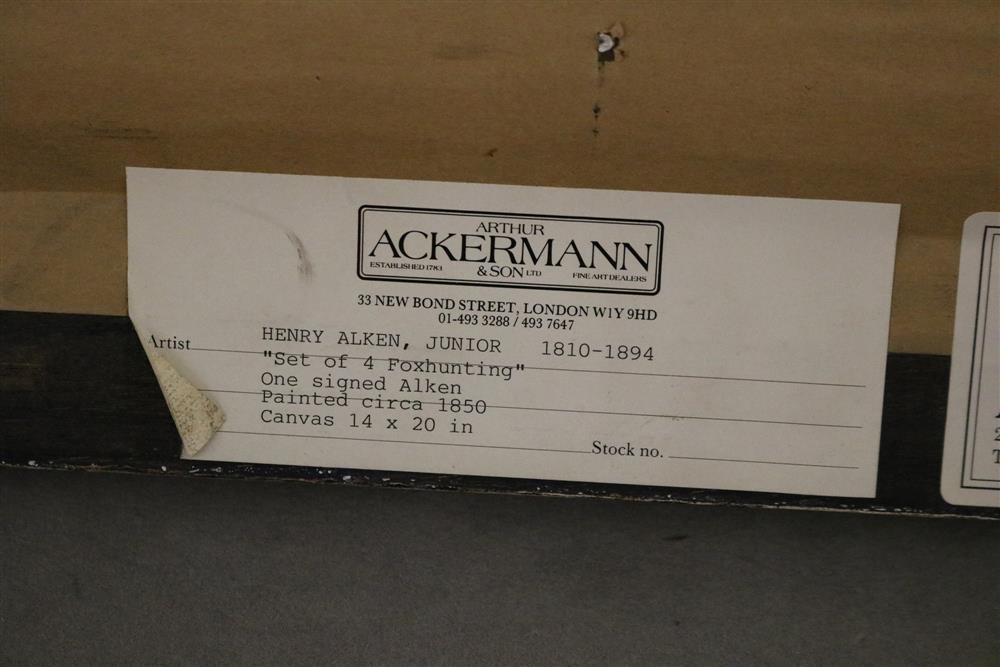 ARTHUR
ACKERMANN
ESTABLISHED 1783 & SON LTD FINE ART DEALERS
33 NEW BOND STREET, LONDON W1Y 9HD
01-493 3288 / 493 7647
Artist HENRY ALKEN, JUNIOR 1810-1894
"Set of 4 Foxhunting"
One signed Alken
Painted circa 1850
Canvas 14 x 20 in
Stock no.